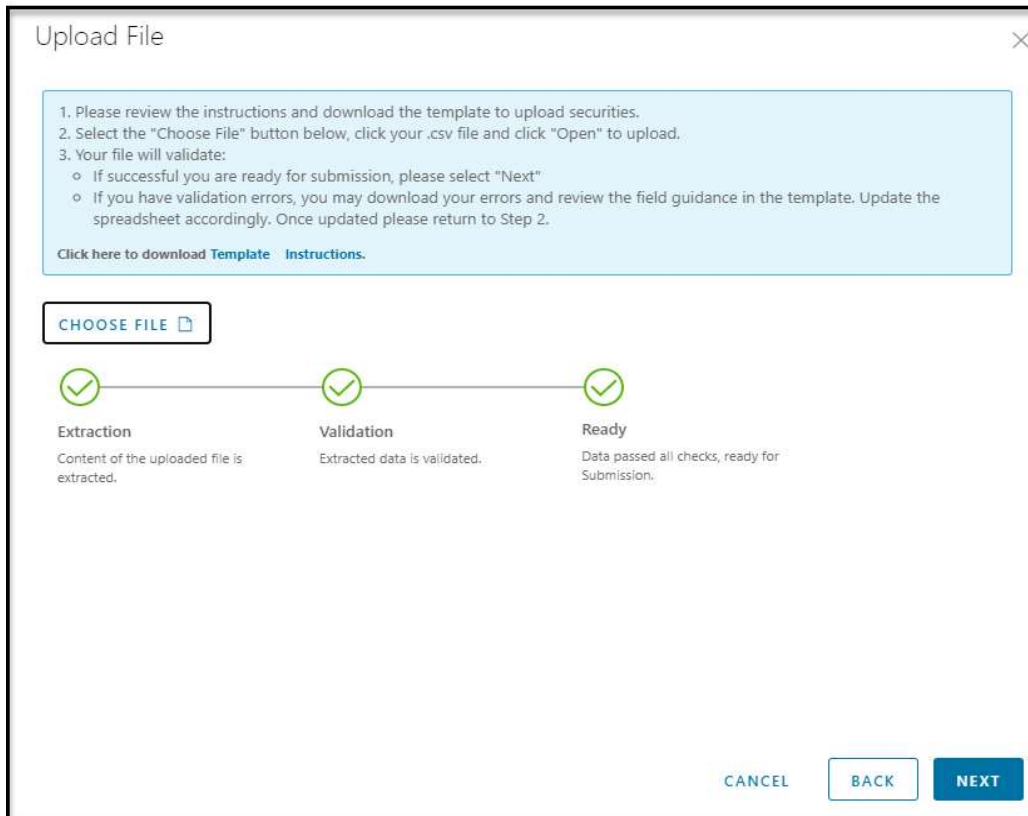 Upload File
1. Please review the instructions and download the template to upload securities.
2. Select the "Choose File" button below, click your .csv file and click "Open" to upload.
3. Your file will validate:
If successful you are ready for submission, please select "Next"
If you have validation errors, you may download your errors and review the field guidance in the template. Update the
spreadsheet accordingly. Once updated please return to Step 2.
Click here to download Template Instructions.
CHOOSE FILE
Extraction
Content of the uploaded file is
extracted.
Validation
Extracted data is validated.
Ready
Data passed all checks, ready for
Submission.
CANCEL BACK NEXT